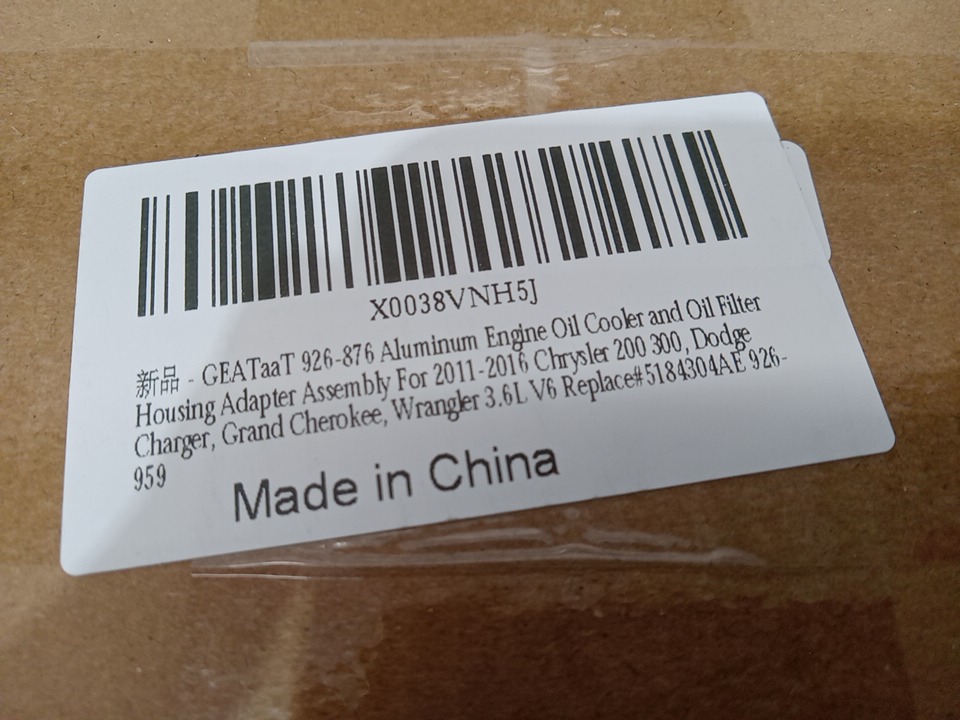 X0038VNH5J
新品 - GEATaaT 926-876 Aluminum Engine Oil Cooler and Oil Filter
Housing Adapter Assembly For 2011-2016 Chrysler 200 300, Dodge
Charger, Grand Cherokee, Wrangler 3.6L V6 Replace#5184304AE 926-
959
Made in China